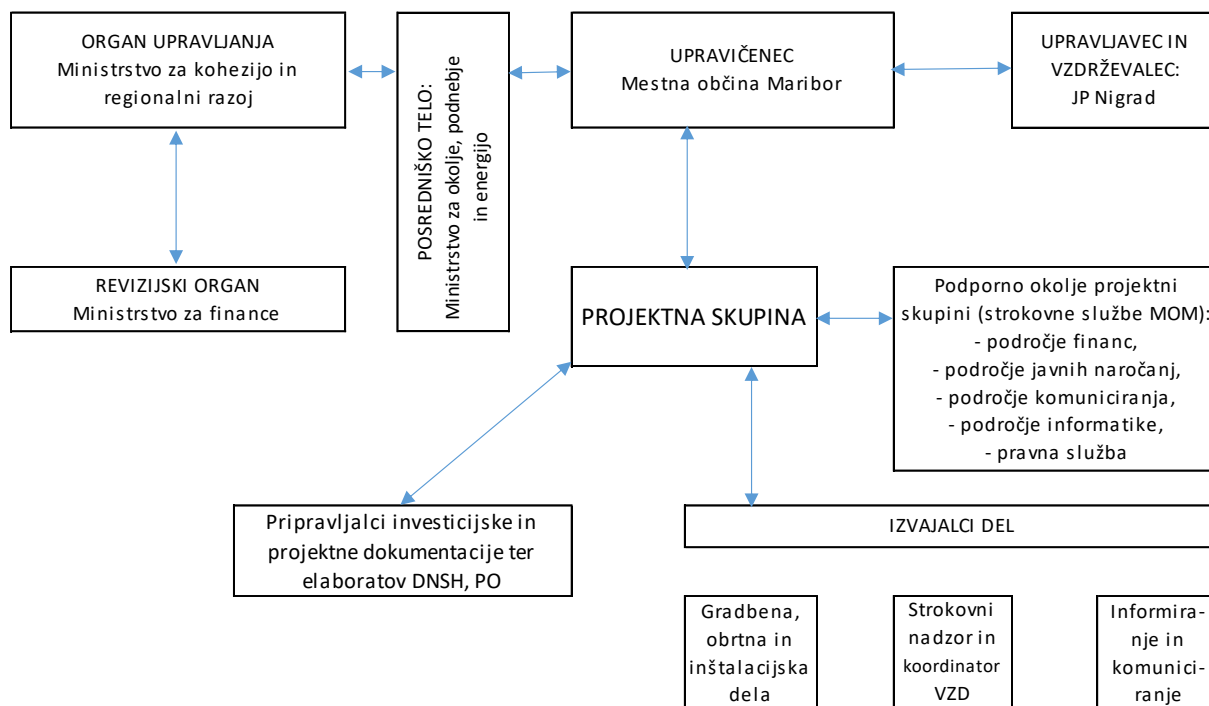 ORGAN UPRAVLJANJA
Ministrstvo za kohezijo in
regionalni razoj
POSREDNIŠKO TELO:
Ministrstvo za okolje, podnebje
in energijo
UPRAVIČENEC
Mestna občina Maribor
UPRAVLJAVEC IN
VZDRŽEVALEC:
JP Nigrad
REVIZIJSKI ORGAN
Ministrstvo za finance
PROJEKTNA SKUPINA
Podporno okolje projektni
skupini (strokovne službe MOM):
- področje financ,
- področje javnih naročanj,
- področje komuniciranja,
- področje informatike,
- pravna služba
Pripravljalci investicijske in
projektne dokumentacije ter
elaboratov DNSH, PO
IZVAJALCI DEL
Gradbena,
obrtna in
inštalacijska
dela
Strokovni
nadzor in
koordinator
VZD
Informira-
nje in
komunici-
ranje